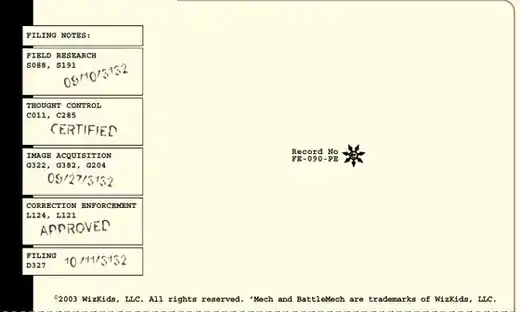 FILING NOTES:
FIELD RESEARCH
S088, S191
09/10/3132
THOUGHT CONTROL
C011, C285
CERTIFIED
IMAGE ACQUISITION
G322, G382, G204
09/27/3132
CORRECTION ENFORCEMENT
L124, L121
APPROVED
FILING
D327
10/11/3132
Record No
FE-090-PE
©2003 WizKids, LLC. All rights reserved. ‘Mech and BattleMech are trademarks of WizKids, LLC.